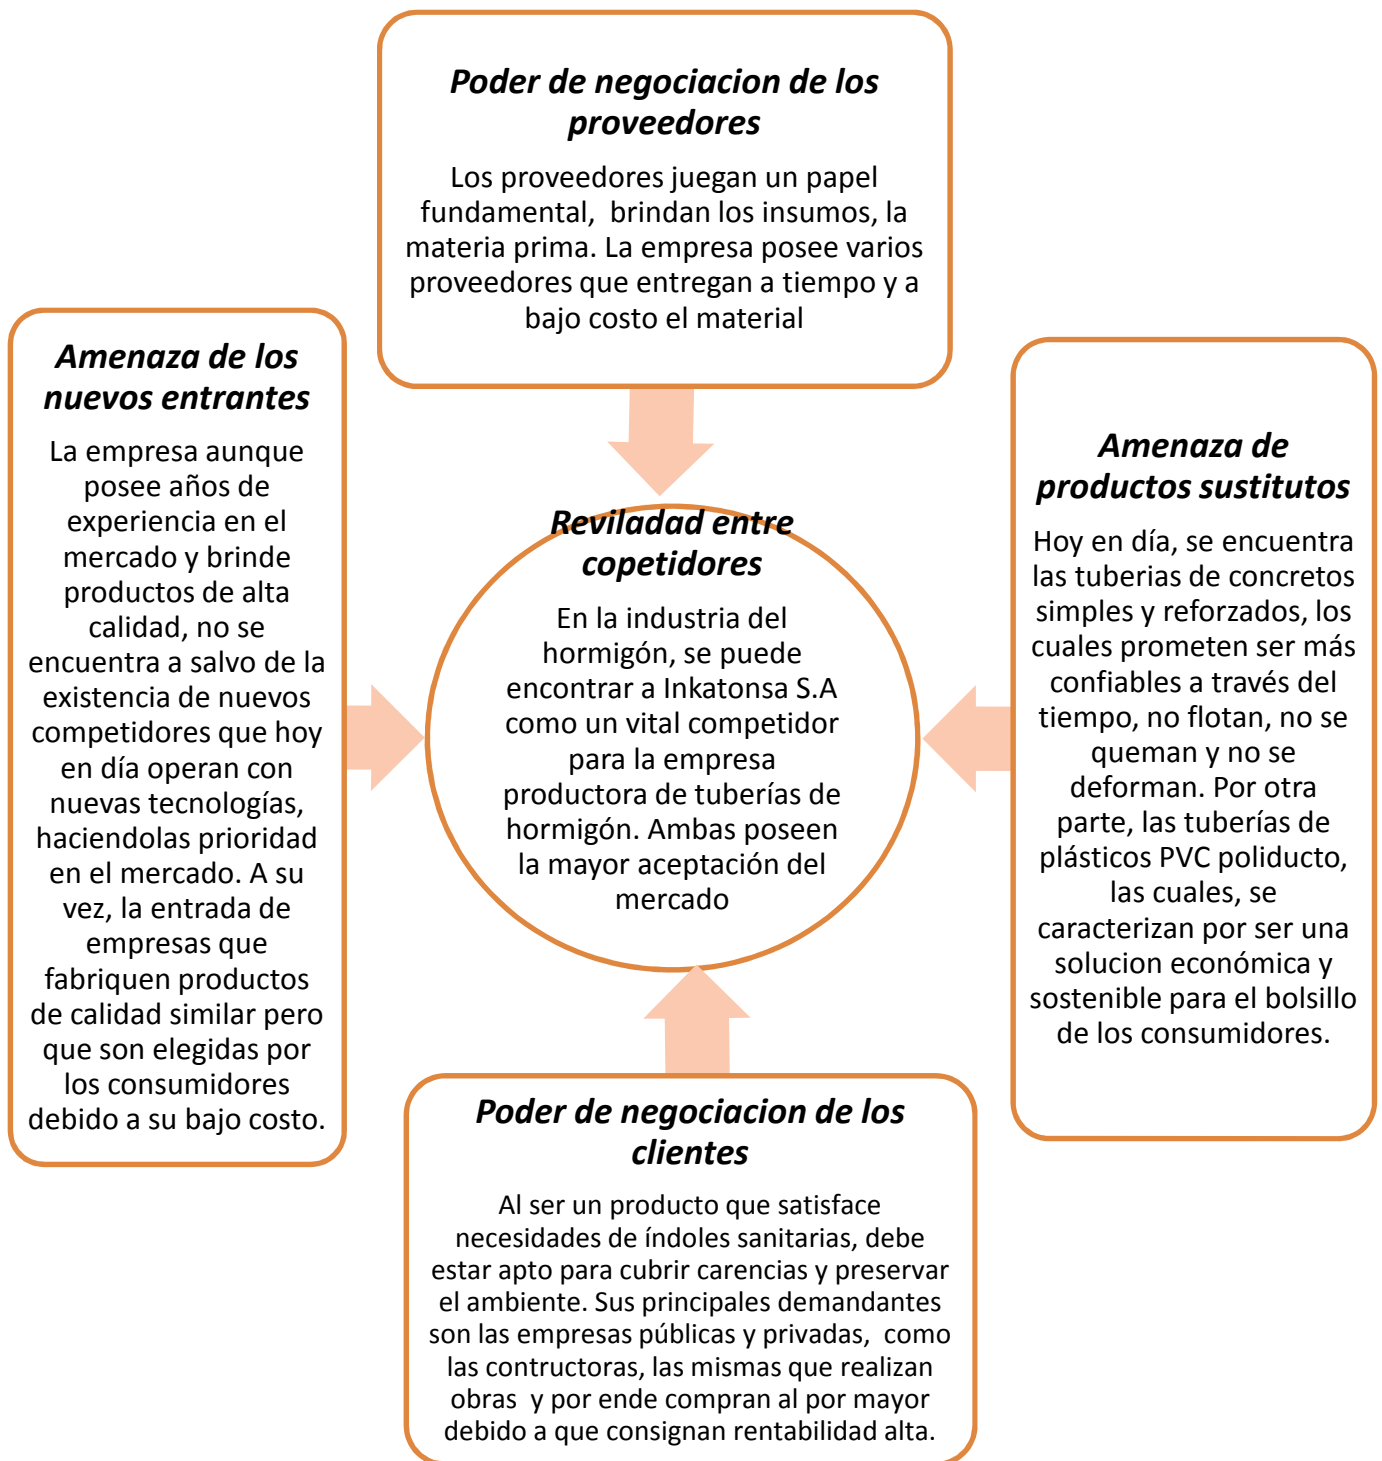 Poder de negociacion de los
proveedores
Los proveedores juegan un papel
fundamental,  brindan los insumos, la
materia prima. La empresa posee varios
proveedores que entregan a tiempo y a
bajo costo el material
Amenaza de los
nuevos entrantes
La empresa aunque
posee años de
experiencia en el
mercado y brinde
productos de alta
calidad, no se
encuentra a salvo de la
existencia de nuevos
competidores que hoy
en día operan con
nuevas tecnologías,
haciendolas prioridad
en el mercado. A su
vez, la entrada de
empresas que
fabriquen productos
de calidad similar pero
que son elegidas por
los consumidores
debido a su bajo costo.
Reviladad entre
copetidores
En la industria del
hormigón, se puede
encontrar a Inkatonsa S.A
como un vital competidor
para la empresa
productora de tuberías de
hormigón. Ambas poseen
la mayor aceptación del
mercado
Amenaza de
productos sustitutos
Hoy en día, se encuentra
las tuberias de concretos
simples y reforzados, los
cuales prometen ser más
confiables a través del
tiempo, no flotan, no se
queman y no se
deforman. Por otra
parte, las tuberías de
plásticos PVC poliducto,
las cuales, se
caracterizan por ser una
solucion económica y
sostenible para el bolsillo
de los consumidores.
Poder de negociacion de los
clientes
Al ser un producto que satisface
necesidades de índoles sanitarias, debe
estar apto para cubrir carencias y preservar
el ambiente. Sus principales demandantes
son las empresas públicas y privadas,  como
las contructoras, las mismas que realizan
obras  y por ende compran al por mayor
debido a que consignan rentabilidad alta.